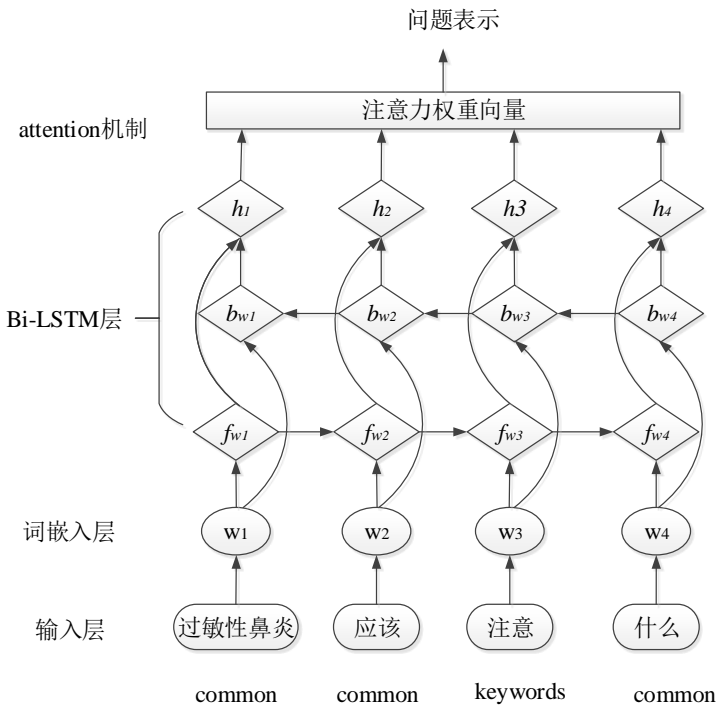 问题表示
attention机制
注意力权重向量
h1 h2 h3 h4
Bi-LSTM层
bw1 bw2 bw3 bw4
fw1 fw2 fw3 fw4
词嵌入层
w1 w2 w3 w4
输入层
过敏性鼻炎 应该 注意 什么
common common keywords common